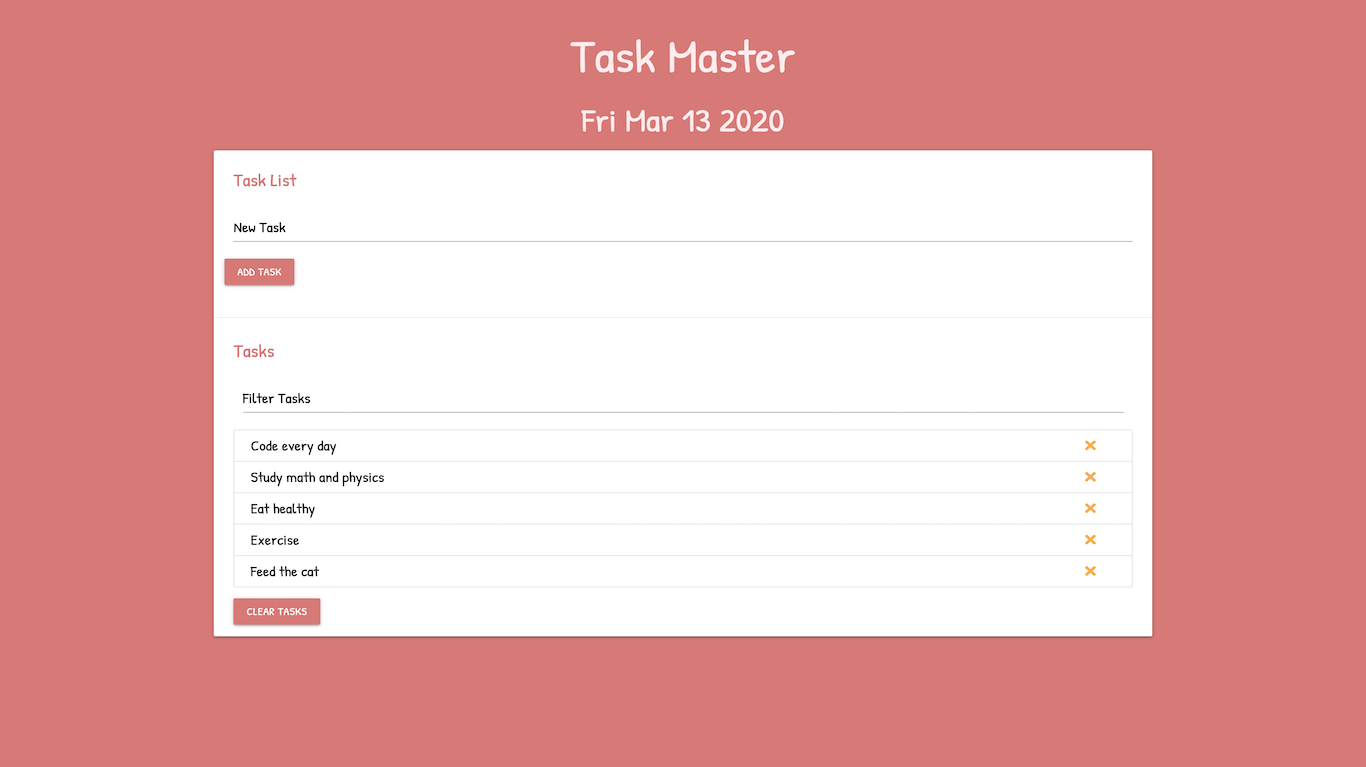 Task Master
Fri Mar 13 2020
Task List
New Task
ADD TASK
Tasks
Filter Tasks
Code every day
Study math and physics
Eat healthy
Exercise
Feed the cat
CLEAR TASKS